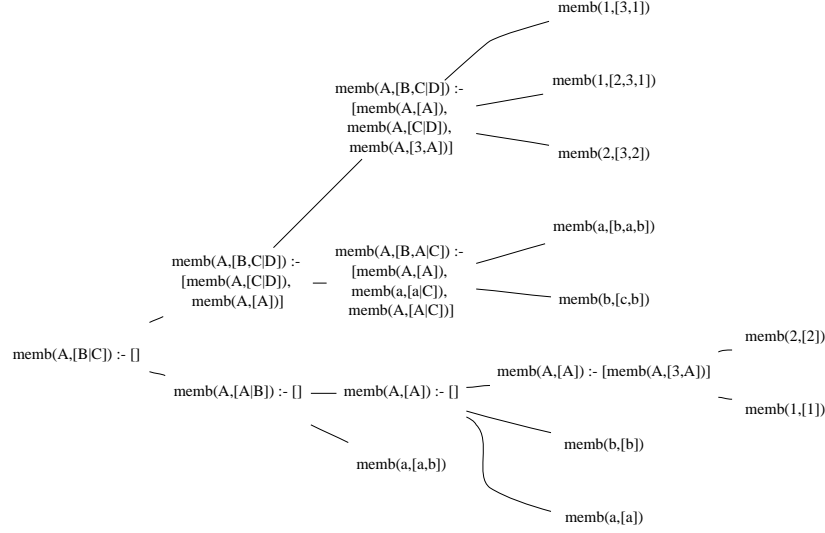 memb(1,[3,1])
memb(A,[B,C|D]) :-
[memb(A,[A]),
memb(A,[C|D]),
memb(A,[3,A])]
memb(1,[2,3,1])
memb(2,[3,2])
memb(A,[B,C|D]) :-
[memb(A,[C|D]),
memb(A,[A])]
memb(A,[B,A|C]) :-
[memb(A,[A]),
memb(a,[a|C]),
memb(A,[A|C])]
memb(a,[b,a,b])
memb(b,[c,b])
memb(A,[B|C]) :- []
memb(A,[A|B]) :- []
memb(A,[A]) :- []
memb(A,[A]) :- [memb(A,[3,A])]
memb(2,[2])
memb(1,[1])
memb(b,[b])
memb(a,[a,b])
memb(a,[a])